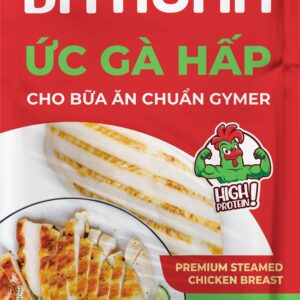 ỨC GÀ HẤP
CHO BỮA ĂN CHUẨN GYMER
HIGH
PROTEIN!
PREMIUM STEAMED
CHICKEN BREAST